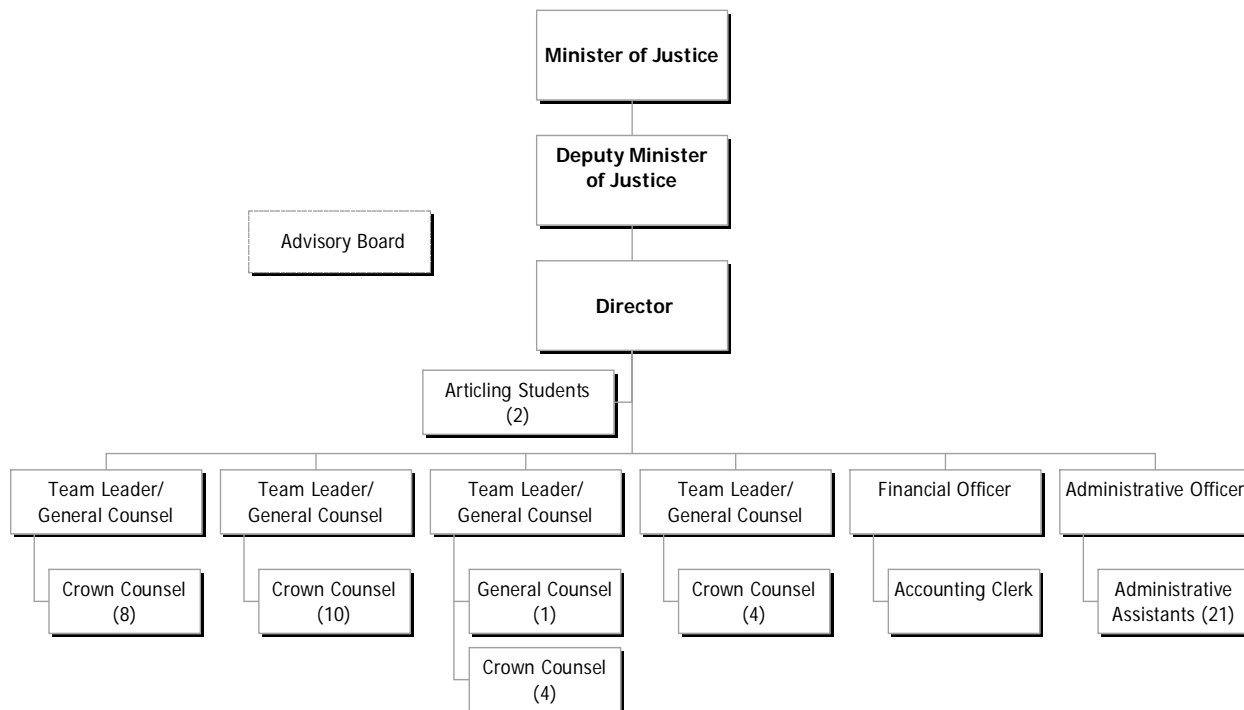 Minister of Justice
Deputy Minister
of Justice
Advisory Board
Director
Articling Students
(2)
Team Leader/
General Counsel
Team Leader/
General Counsel
Team Leader/
General Counsel
Team Leader/
General Counsel
Financial Officer
Administrative Officer
Crown Counsel
(8)
Crown Counsel
(10)
General Counsel
(1)
Crown Counsel
(4)
Accounting Clerk
Administrative
Assistants (21)
Crown Counsel
(4)